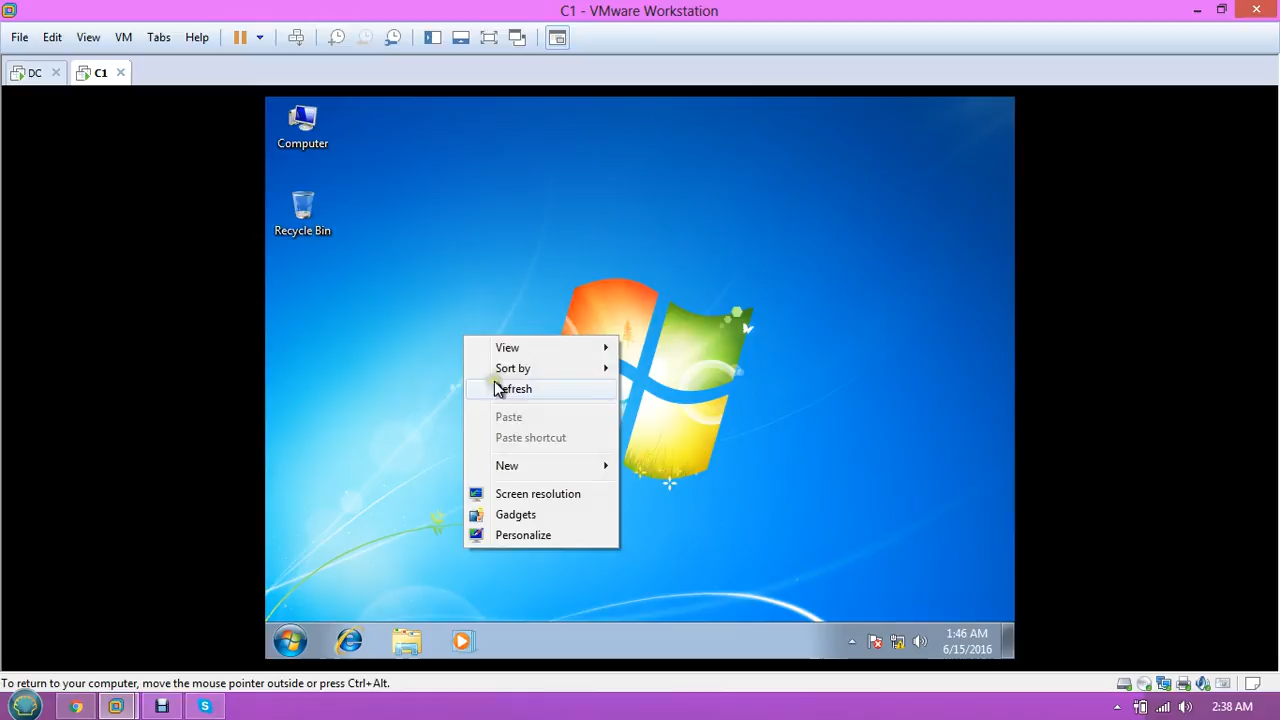 C1 - VMware Workstation
File Edit View VM Tabs Help
DC C1
Computer
Recycle Bin
View
Sort by
Refresh
Paste
Paste shortcut
New
Screen resolution
Gadgets
Personalize
1:46 AM
6/15/2016
To return to your computer, move the mouse pointer outside or press Ctrl+Alt.
2:38 AM